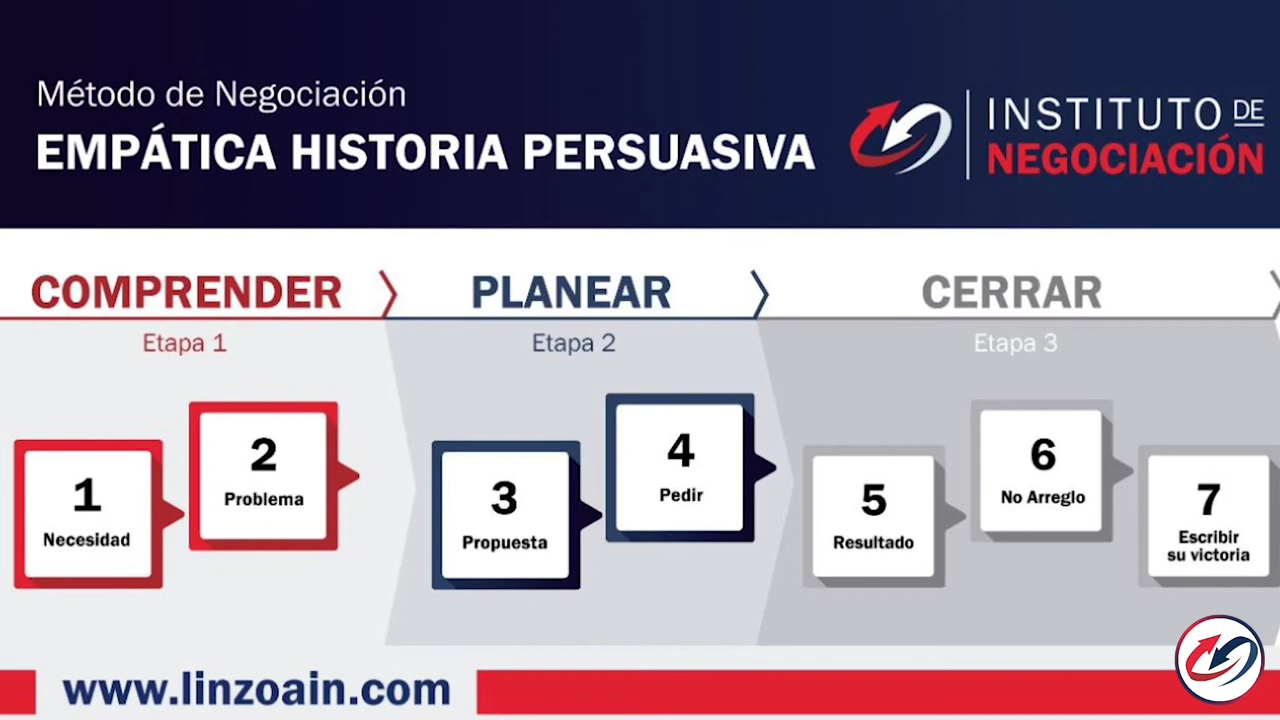 Método de Negociación
EMPÁTICA HISTORIA PERSUASIVA
INSTITUTO DE
NEGOCIACIÓN
COMPRENDER
Etapa 1
1
Necesidad
2
Problema
PLANEAR
Etapa 2
3
Propuesta
4
Pedir
CERRAR
Etapa 3
5
Resultado
6
No Arreglo
7
Escribir
su victoria
www.linzoain.com